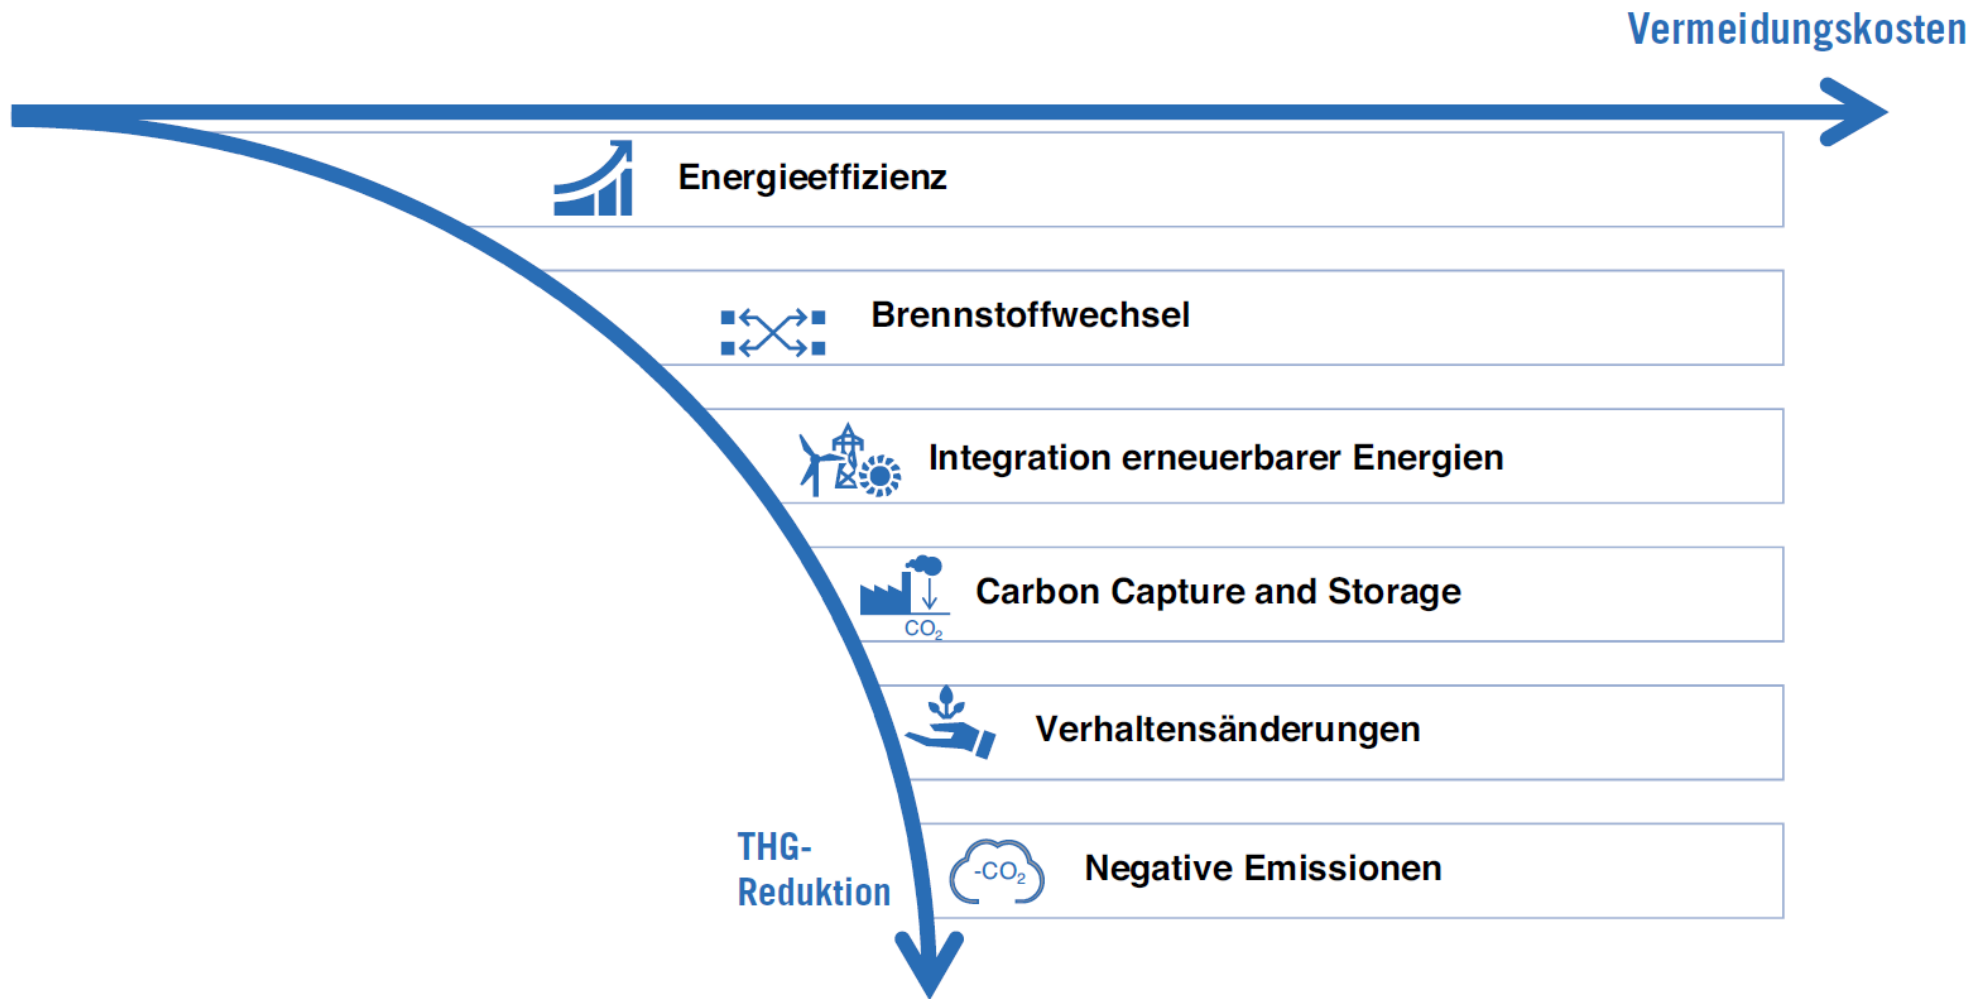 Vermeidungskosten
Energieeffizienz
Brennstoffwechsel
Integration erneuerbarer Energien
Carbon Capture and Storage
CO₂
Verhaltensänderungen
THG-
Reduktion
-CO₂
Negative Emissionen